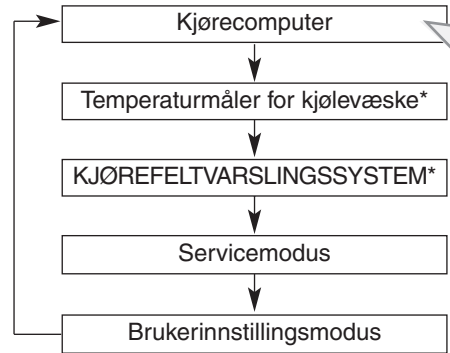 Kjørecomputer
Temperaturmåler for kjølevæske*
KJØREFELTVARSLINGSSYSTEM*
Servicemodus
Brukerinnstillingsmodus